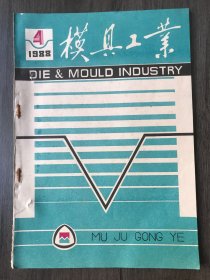 4
1988
模具工業
DIE & MOULD INDUSTRY
MU JU GONG YE